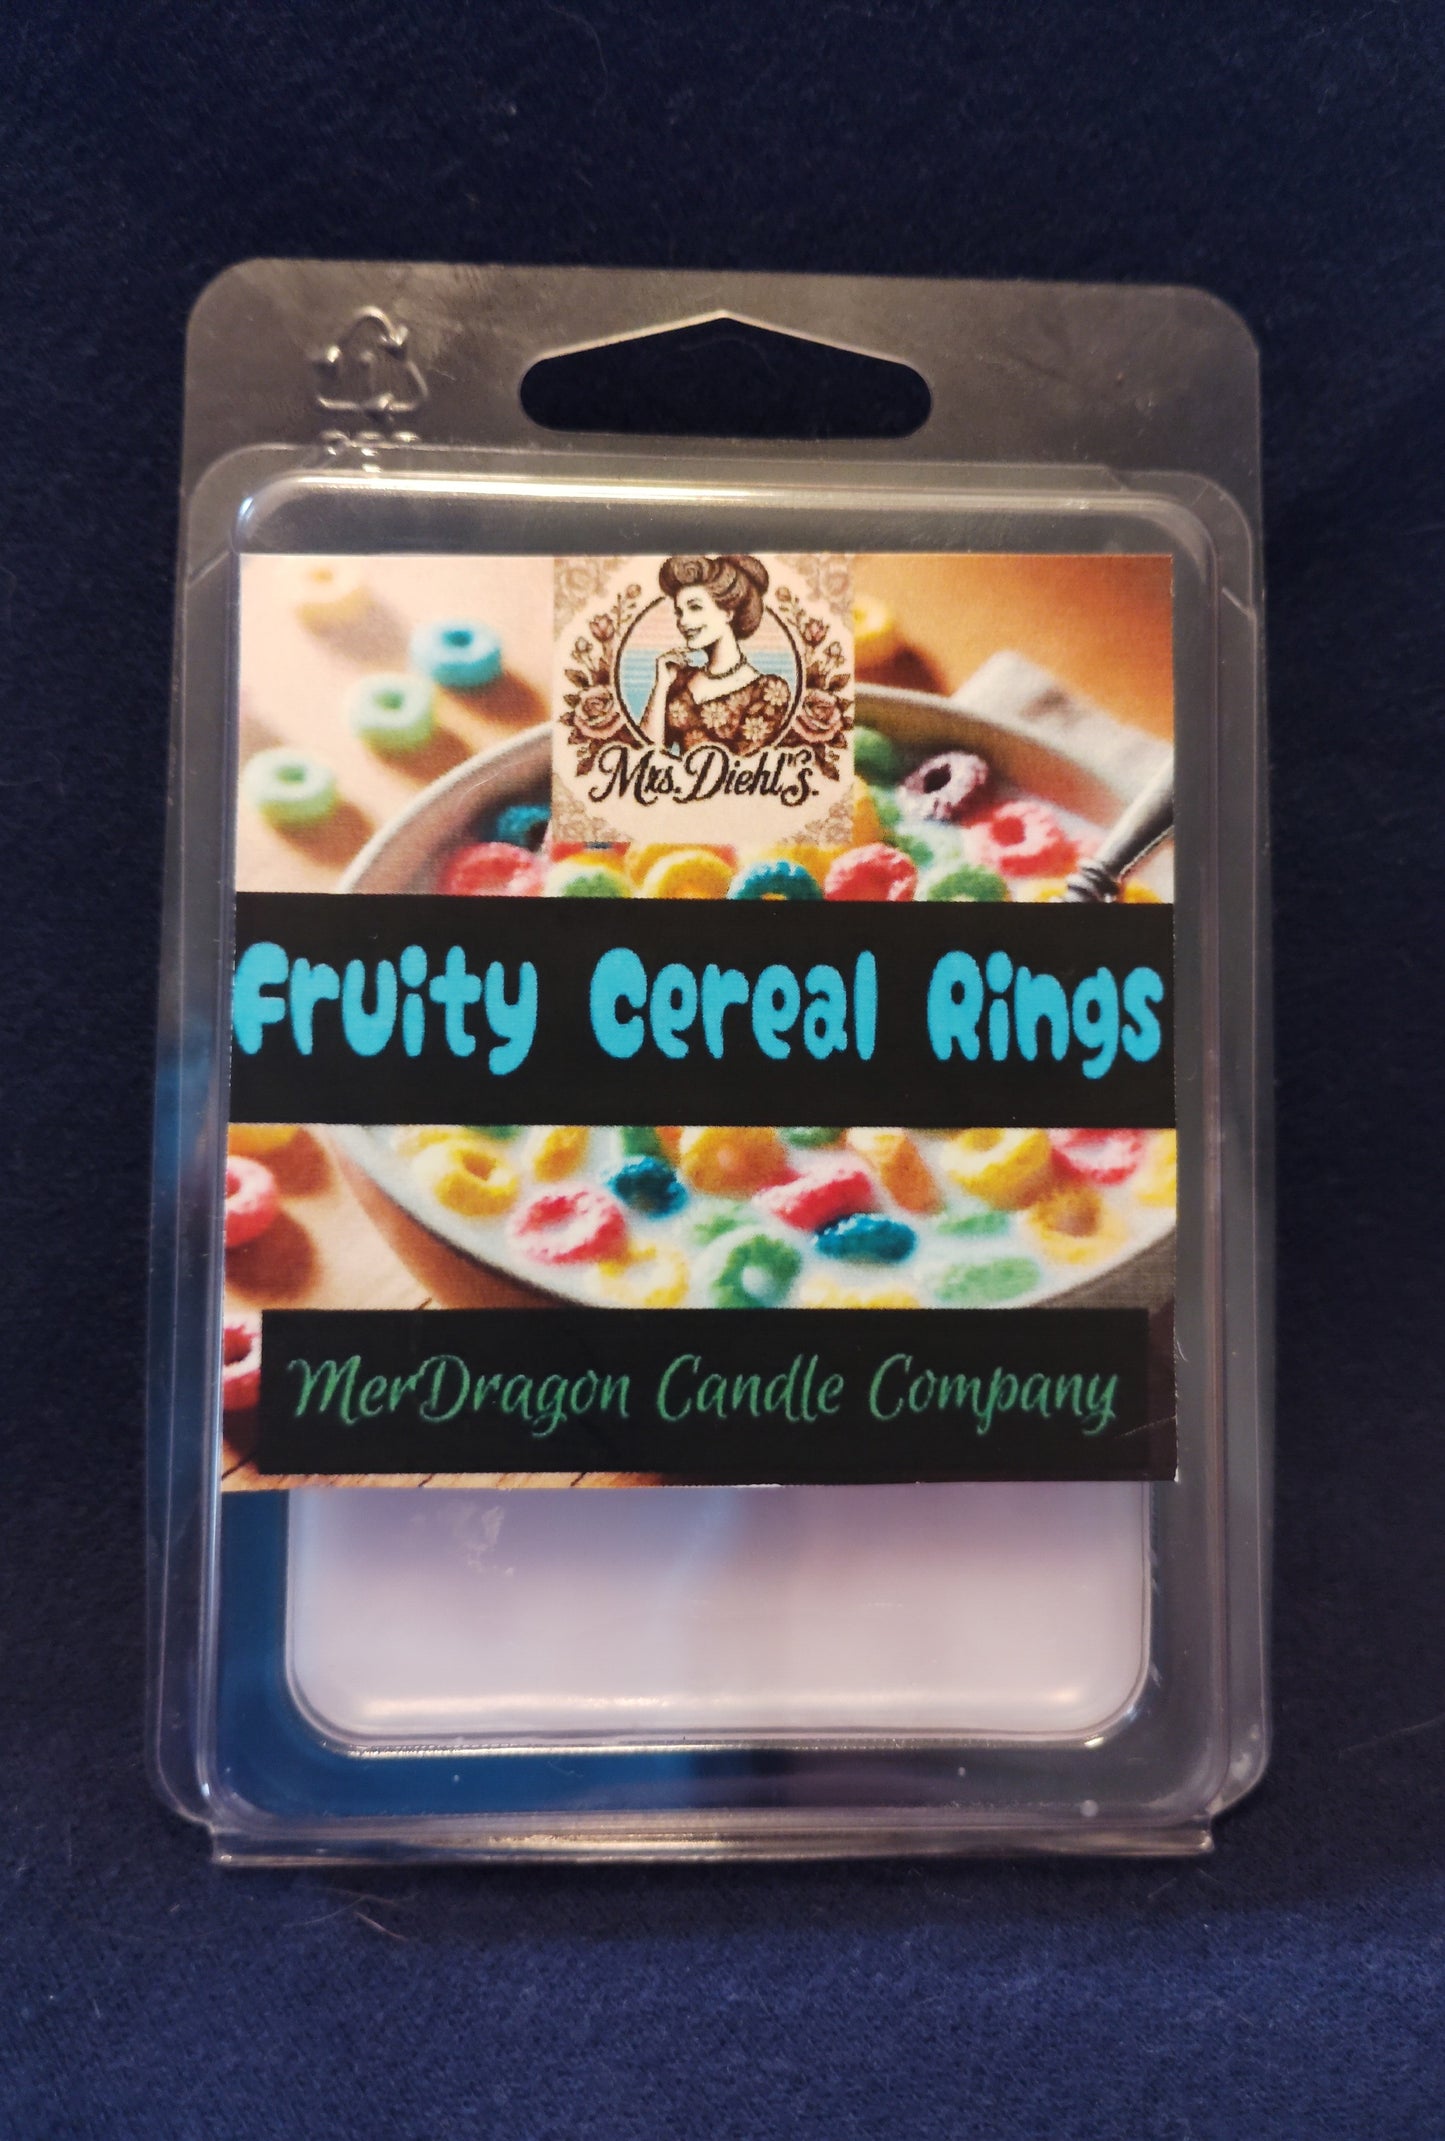 Mrs. Diehl's.
Fruity Cereal Rings
MerDragon Candle Company